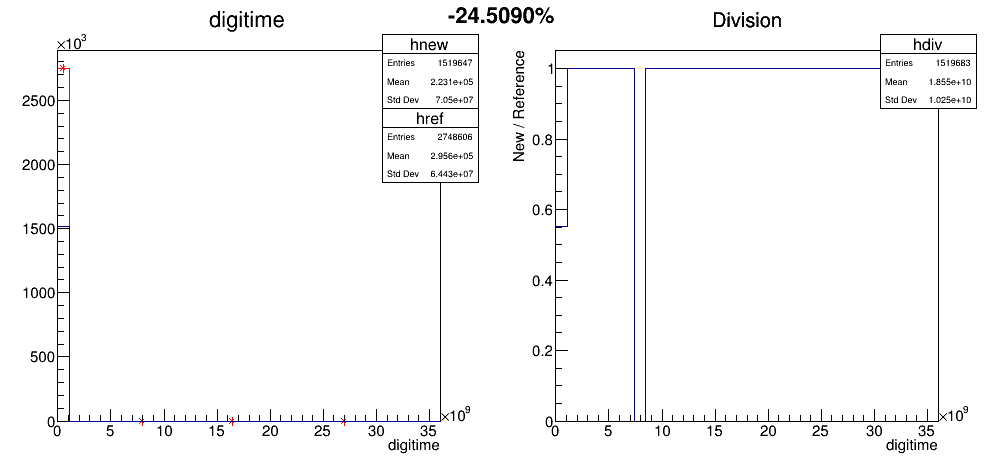 -24.5090%
digitime
×10³
hnew
Entries 1519647
Mean 2.231e+05
Std Dev 7.05e+07
href
Entries 2748606
Mean 2.956e+05
Std Dev 6.443e+07
2500
2000
1500
1000
500
0
0 5 10 15 20 25 30 35 ×10⁹
digitime
Division
hdiv
Entries 1519683
Mean 1.855e+10
Std Dev 1.025e+10
New / Reference
1
0.8
0.6
0.4
0.2
0
0 5 10 15 20 25 30 35 ×10⁹
digitime